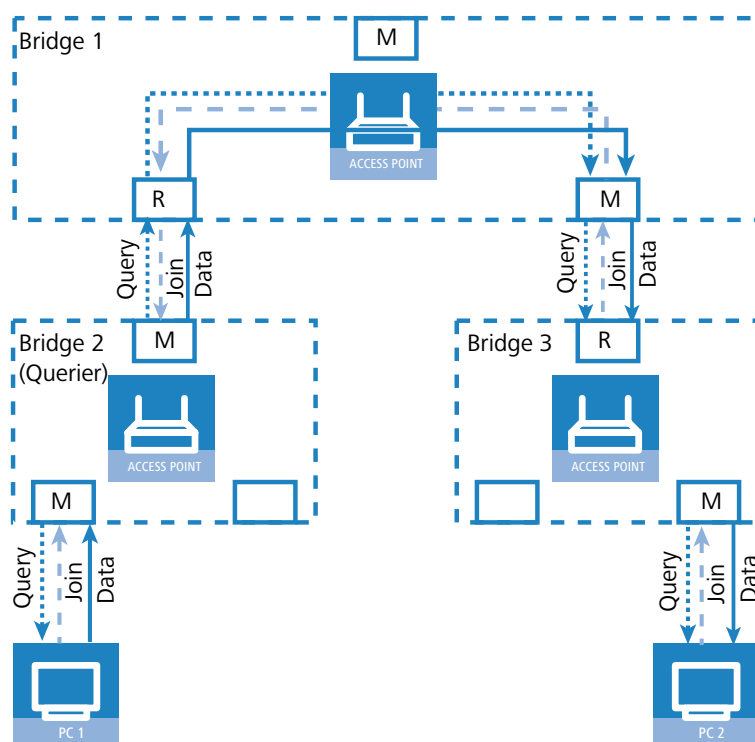 Bridge 1
M
ACCESS POINT
R
M
Query
Join
Data
Query
Join
Data
Bridge 2
(Querier)
M
Bridge 3
R
ACCESS POINT
ACCESS POINT
M
M
Query
Join
Data
Query
Join
Data
PC 1
PC 2